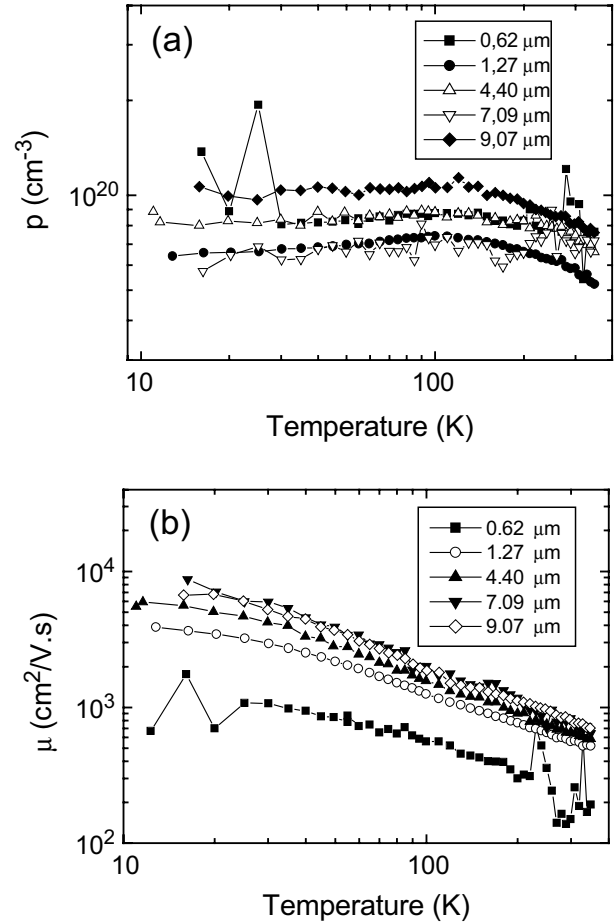 (a)
0,62 μm
1,27 μm
4,40 μm
7,09 μm
9,07 μm
p (cm-3)
10^20
10
100
Temperature (K)
(b)
0.62 μm
1.27 μm
4.40 μm
7.09 μm
9.07 μm
μ (cm²/V.s)
10^4
10^3
10^2
10
100
Temperature (K)